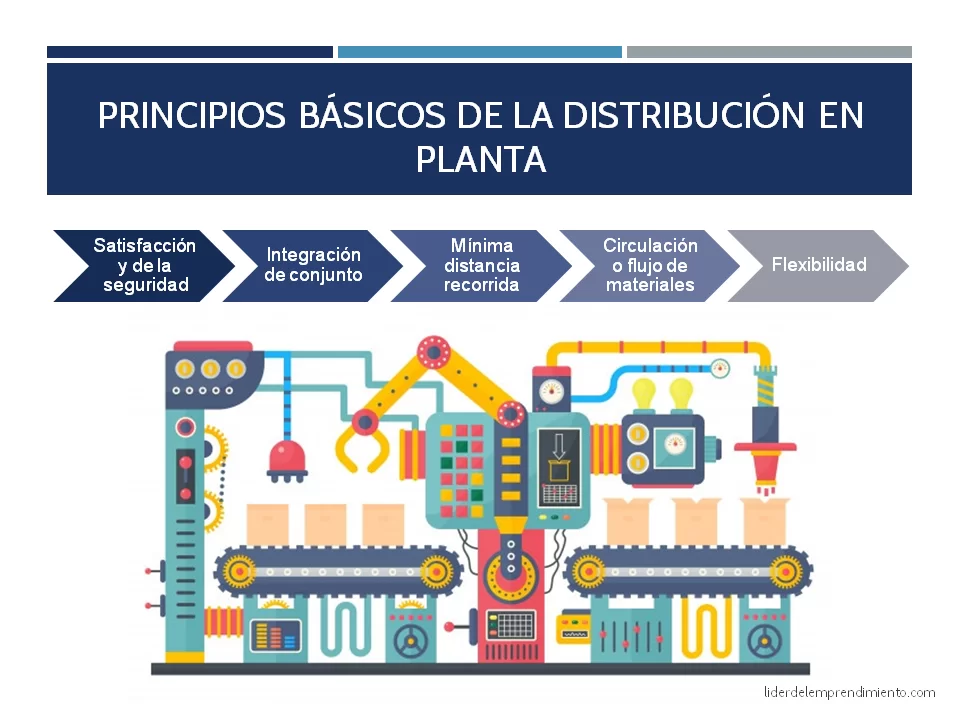 PRINCIPIOS BÁSICOS DE LA DISTRIBUCIÓN EN
PLANTA
Satisfacción
y de la
seguridad
Integración
de conjunto
Mínima
distancia
recorrida
Circulación
o flujo de
materiales
Flexibilidad
liderdelemprendimiento.com